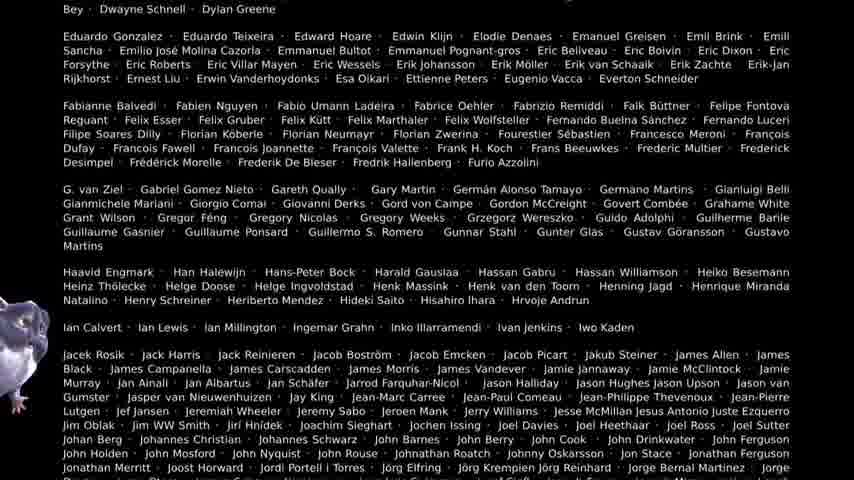 Bey · Dwayne Schnell · Dylan Greene
Eduardo Gonzalez · Eduardo Teixeira · Edward Hoare · Edwin Klijn · Elodie Denaes · Emanuel Greisen · Emil Brink · Emill
Sancha · Emilio José Molina Cazorla · Emmanuel Bultot · Emmanuel Pognant-gros · Eric Beliveau · Eric Boivin · Eric Dixon · Eric
Forsythe · Eric Roberts · Eric Villar Mayen · Eric Wessels · Erik Johansson · Erik Möller · Erik van Schaaik · Erik Zachte · Erik-Jan
Rijkhorst · Ernest Liu · Erwin Vanderhoydonks · Esa Oikari · Ettienne Peters · Eugenio Vacca · Everton Schneider
Fabianne Balvedi · Fabien Nguyen · Fabio Umann Ladeira · Fabrice Oehler · Fabrizio Remiddi · Falk Büttner · Felipe Fontova
Reguant · Felix Esser · Felix Gruber · Felix Kütt · Felix Marthaler · Felix Wolfsteller · Fernando Buelna Sánchez · Fernando Luceri
Filipe Soares Dilly · Florian Köberle · Florian Neumayr · Florian Zwerina · Fourestier Sébastien · Francesco Meroni · François
Dufay · Francois Fawell · Francois Joannette · François Valette · Frank H. Koch · Frans Beeuwkes · Frederic Multier · Frederick
Desimpel · Frédérick Morelle · Frederik De Bleser · Fredrik Hallenberg · Furio Azzolini
G. van Ziel · Gabriel Gomez Nieto · Gareth Qually · Gary Martin · Germán Alonso Tamayo · Germano Martins · Gianluigi Belli
Gianmichele Mariani · Giorgio Comai · Giovanni Derks · Gord von Campe · Gordon McCreight · Govert Combée · Grahame White
Grant Wilson · Gregur Féng · Gregory Nicolas · Gregory Weeks · Grzegorz Wereszko · Guido Adolphi · Guilherme Barile
Guillaume Gasnier · Guillaume Ponsard · Guillermo S. Romero · Gunnar Stahl · Gunter Glas · Gustav Göransson · Gustavo
Martins
Haavid Engmark · Han Halewijn · Hans-Peter Bock · Harald Gauslaa · Hassan Gabru · Hassan Williamson · Heiko Besemann
Heinz Thölecke · Helge Doose · Helge Ingvoldstad · Henk Massink · Henk van den Toorn · Henning Jagd · Henrique Miranda
Natalino · Henry Schreiner · Heriberto Mendez · Hideki Saito · Hisahiro Ihara · Hrvoje Andrun
Ian Calvert · Ian Lewis · Ian Millington · Ingemar Grahn · Inko Illarramendi · Ivan Jenkins · Iwo Kaden
Jacek Rosik · Jack Harris · Jack Reinieren · Jacob Boström · Jacob Emcken · Jacob Picart · Jakub Steiner · James Allen · James
Black · James Campanella · James Carscadden · James Morris · James Vandever · Jamie Jannaway · Jamie McClintock · Jamie
Murray · Jan Ainali · Jan Albartus · Jan Schäfer · Jarrod Farquhar-Nicol · Jason Halliday · Jason Hughes Jason Upson · Jason van
Gumster · Jasper van Nieuwenhuizen · Jay King · Jean-Marc Carree · Jean-Paul Comeau · Jean-Philippe Thevenoux · Jean-Pierre
Lutgen · Jef Jansen · Jeremiah Wheeler · Jeremy Sabo · Jeroen Mank · Jerry Williams · Jesse McMillan Jesus Antonio Juste Ezquerro
Jim Oblak · Jim WW Smith · Jirí Hnídek · Joachim Sieghart · Jochen Issing · Joel Davies · Joel Heethaar · Joel Ross · Joel Sutter
Johan Berg · Johannes Christian · Johannes Schwarz · John Barnes · John Berry · John Cook · John Drinkwater · John Ferguson
John Holden · John Mosford · John Nyquist · John Rouse · Johnathan Roatch · Johnny Oskarsson · Jon Stace · Jonathan Ferguson
Jonathan Merritt · Joost Horward · Jordi Portell i Torres · Jörg Elfring · Jörg Krempien Jörg Reinhard · Jorge Bernal Martinez · Jorge